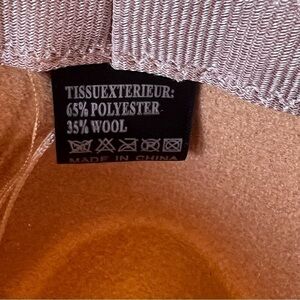 TISSUEXTERIEUR:
65% POLYESTER
35% WOOL
MADE IN CHINA